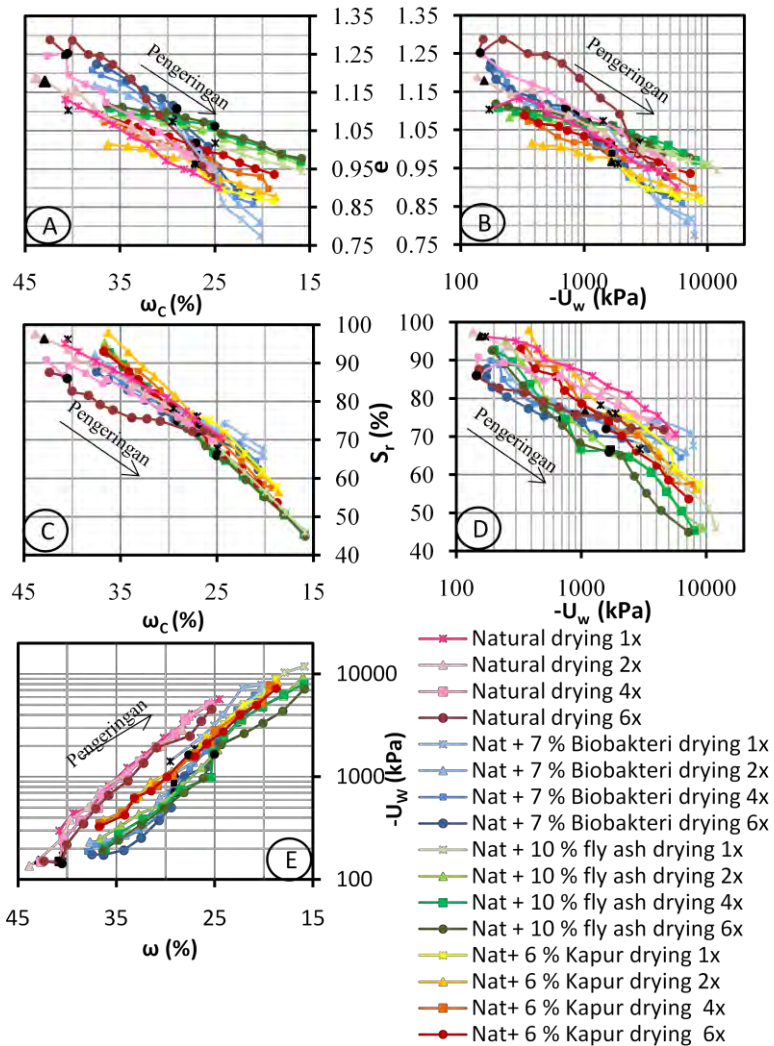 1.35
1.25
1.15
1.05
0.95
0.85
0.75
e
Pengeringan
A
45
35
25
15
ω_C (%)
1.35
1.25
1.15
1.05
0.95
0.85
0.75
Pengeringan
B
100
1000
10000
-U_w (kPa)
100
90
80
70
60
50
40
S_r (%)
Pengeringan
C
45
35
25
15
ω_C (%)
100
90
80
70
60
50
40
Pengeringan
D
100
1000
10000
-U_w (kPa)
10000
1000
100
-U_W (kPa)
Pengeringan
E
45
35
25
15
ω (%)
Natural drying 1x
Natural drying 2x
Natural drying 4x
Natural drying 6x
Nat + 7 % Biobakteri drying 1x
Nat + 7 % Biobakteri drying 2x
Nat + 7 % Biobakteri drying 4x
Nat + 7 % Biobakteri drying 6x
Nat + 10 % fly ash drying 1x
Nat + 10 % fly ash drying 2x
Nat + 10 % fly ash drying 4x
Nat + 10 % fly ash drying 6x
Nat+ 6 % Kapur drying 1x
Nat+ 6 % Kapur drying 2x
Nat+ 6 % Kapur drying  4x
Nat+ 6 % Kapur drying  6x